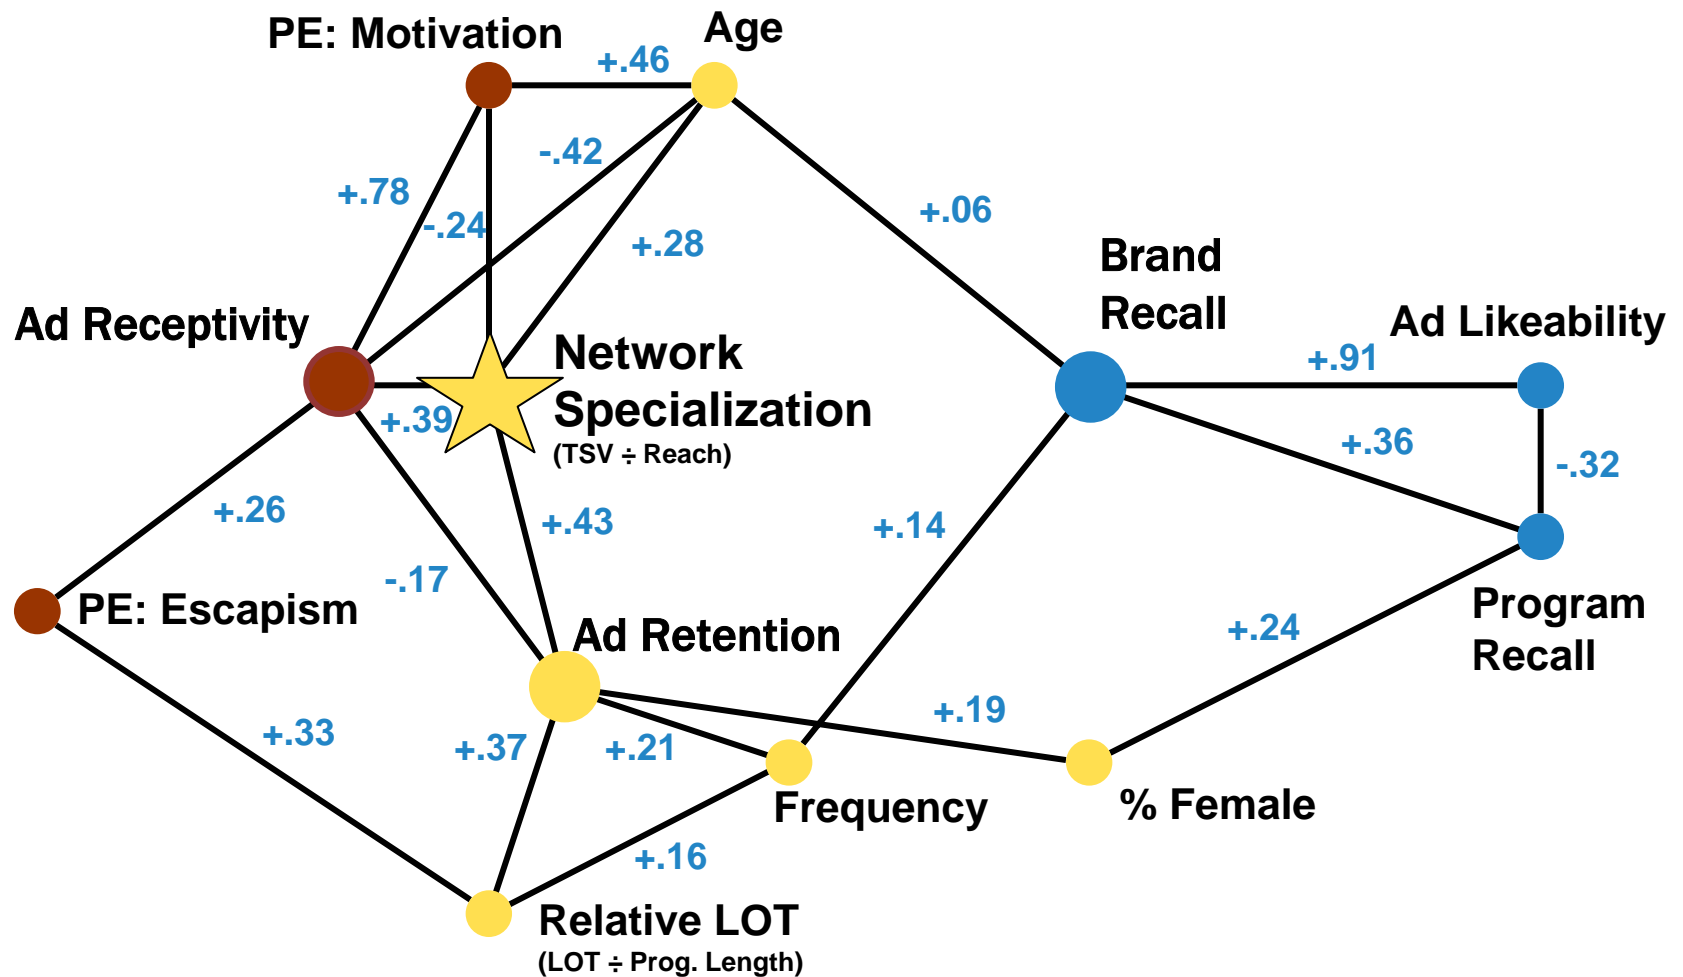 PE: Motivation
Age
+.46
-.42
+.78
-.24
+.06
+.28
Brand
Recall
Ad Receptivity
Ad Likeability
Network
Specialization
(TSV ÷ Reach)
+.91
+.39
+.36
-.32
+.26
+.43
+.14
-.17
PE: Escapism
Program
Recall
Ad Retention
+.24
+.19
+.33
+.37
+.21
Frequency
% Female
+.16
Relative LOT
(LOT ÷ Prog. Length)